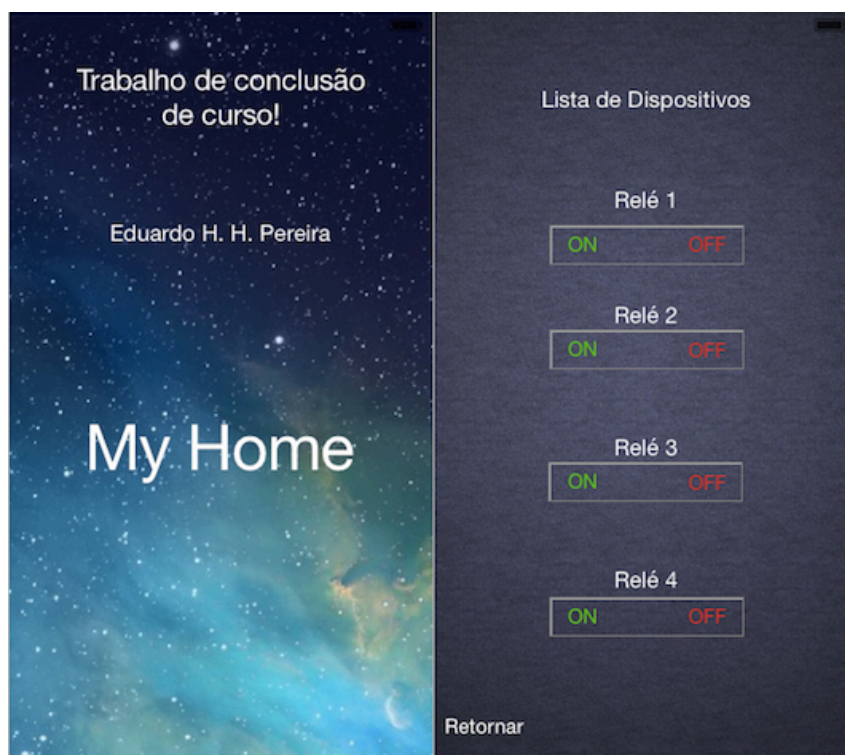 Trabalho de conclusão
de curso!
Eduardo H. H. Pereira
My Home
Lista de Dispositivos
Relé 1
ON OFF
Relé 2
ON OFF
Relé 3
ON OFF
Relé 4
ON OFF
Retornar